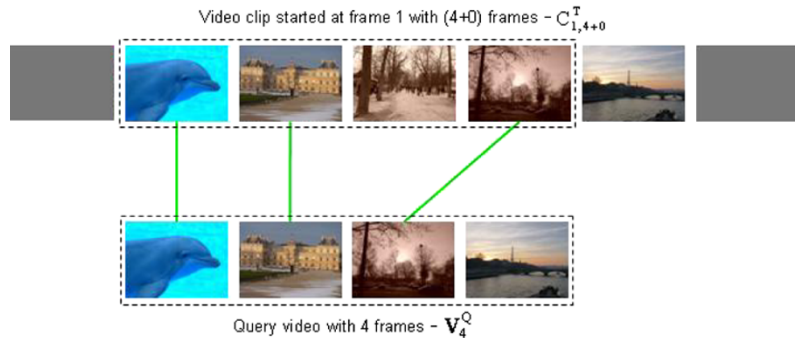 Video clip started at frame 1 with (4+0) frames - C^T_{1,4+0}
Query video with 4 frames - V^Q_4